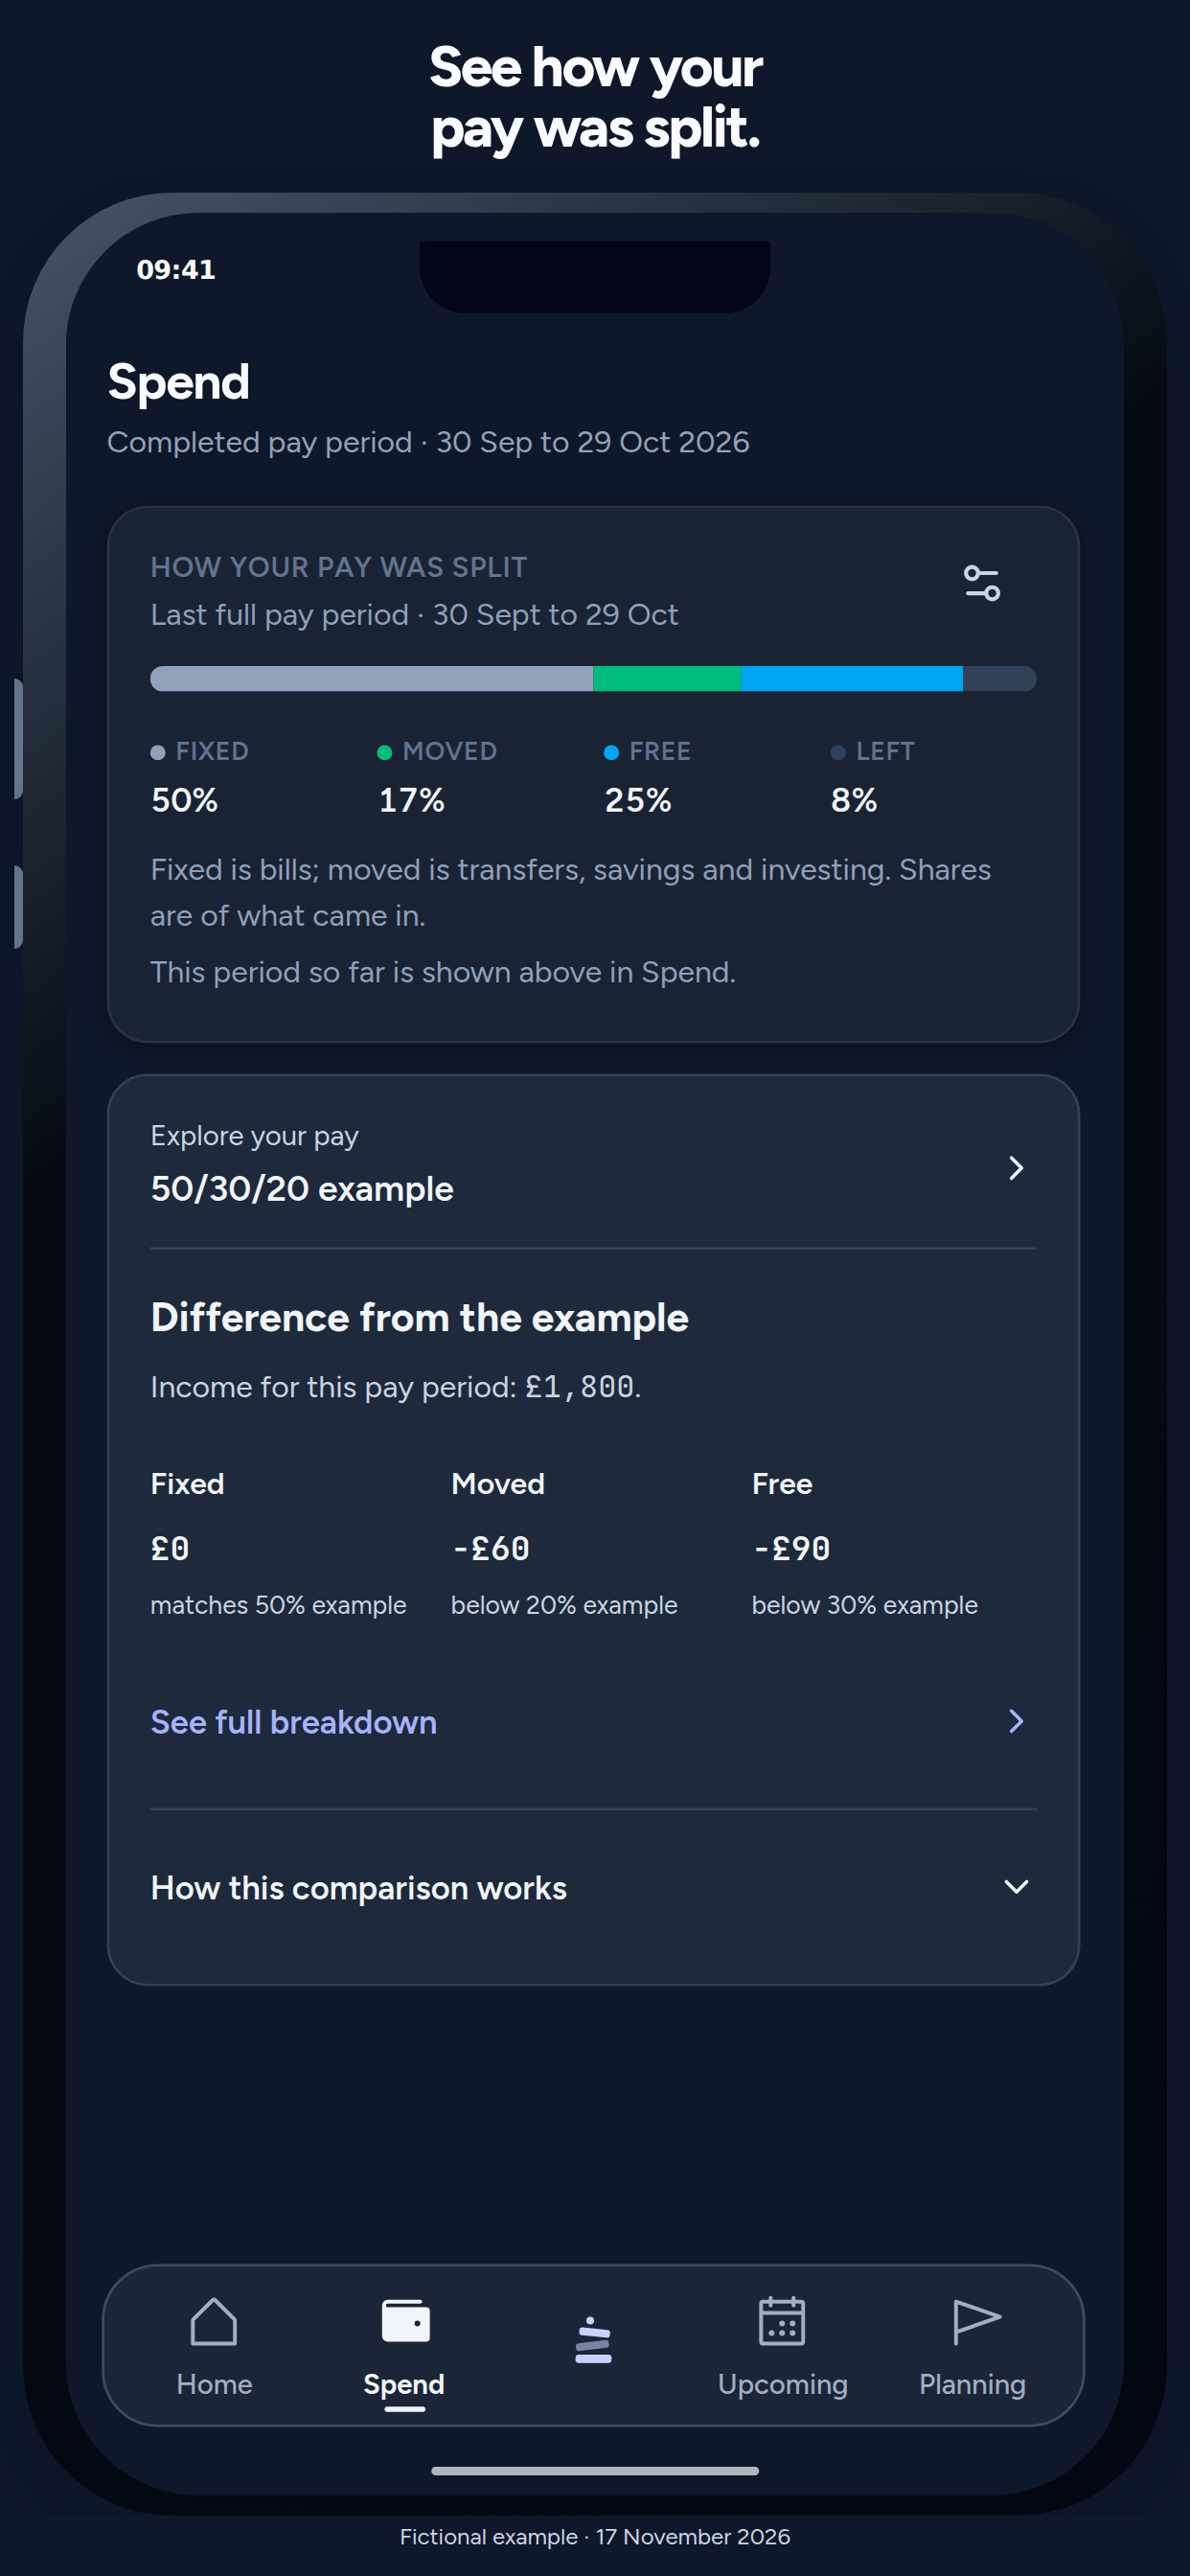 See how your
pay was split.
09:41
Spend
Completed pay period · 30 Sep to 29 Oct 2026
HOW YOUR PAY WAS SPLIT
Last full pay period · 30 Sept to 29 Oct
FIXED MOVED FREE LEFT
50% 17% 25% 8%
Fixed is bills; moved is transfers, savings and investing. Shares
are of what came in.
This period so far is shown above in Spend.
Explore your pay
50/30/20 example
Difference from the example
Income for this pay period: £1,800.
Fixed Moved Free
£0 -£60 -£90
matches 50% example below 20% example below 30% example
See full breakdown
How this comparison works
Home Spend Upcoming Planning
Fictional example · 17 November 2026